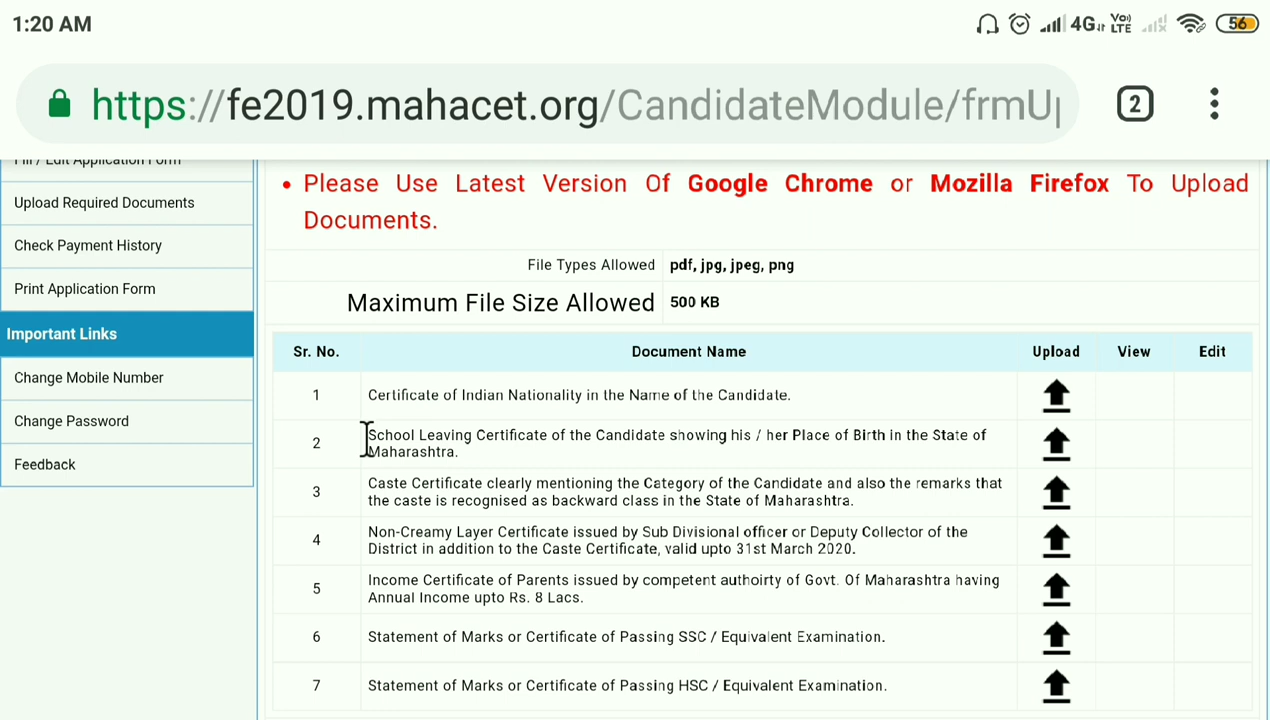 1:20 AM
4G Vo) LTE 56
https://fe2019.mahacet.org/CandidateModule/frmU
2
Fill / Edit Application Form
Upload Required Documents
Check Payment History
Print Application Form
Important Links
Change Mobile Number
Change Password
Feedback
• Please Use Latest Version Of Google Chrome or Mozilla Firefox To Upload
Documents.
File Types Allowed pdf, jpg, jpeg, png
Maximum File Size Allowed 500 KB
Sr. No. Document Name Upload View Edit
1 Certificate of Indian Nationality in the Name of the Candidate.
2 School Leaving Certificate of the Candidate showing his / her Place of Birth in the State of
Maharashtra.
3 Caste Certificate clearly mentioning the Category of the Candidate and also the remarks that
the caste is recognised as backward class in the State of Maharashtra.
4 Non-Creamy Layer Certificate issued by Sub Divisional officer or Deputy Collector of the
District in addition to the Caste Certificate, valid upto 31st March 2020.
5 Income Certificate of Parents issued by competent authoirty of Govt. Of Maharashtra having
Annual Income upto Rs. 8 Lacs.
6 Statement of Marks or Certificate of Passing SSC / Equivalent Examination.
7 Statement of Marks or Certificate of Passing HSC / Equivalent Examination.